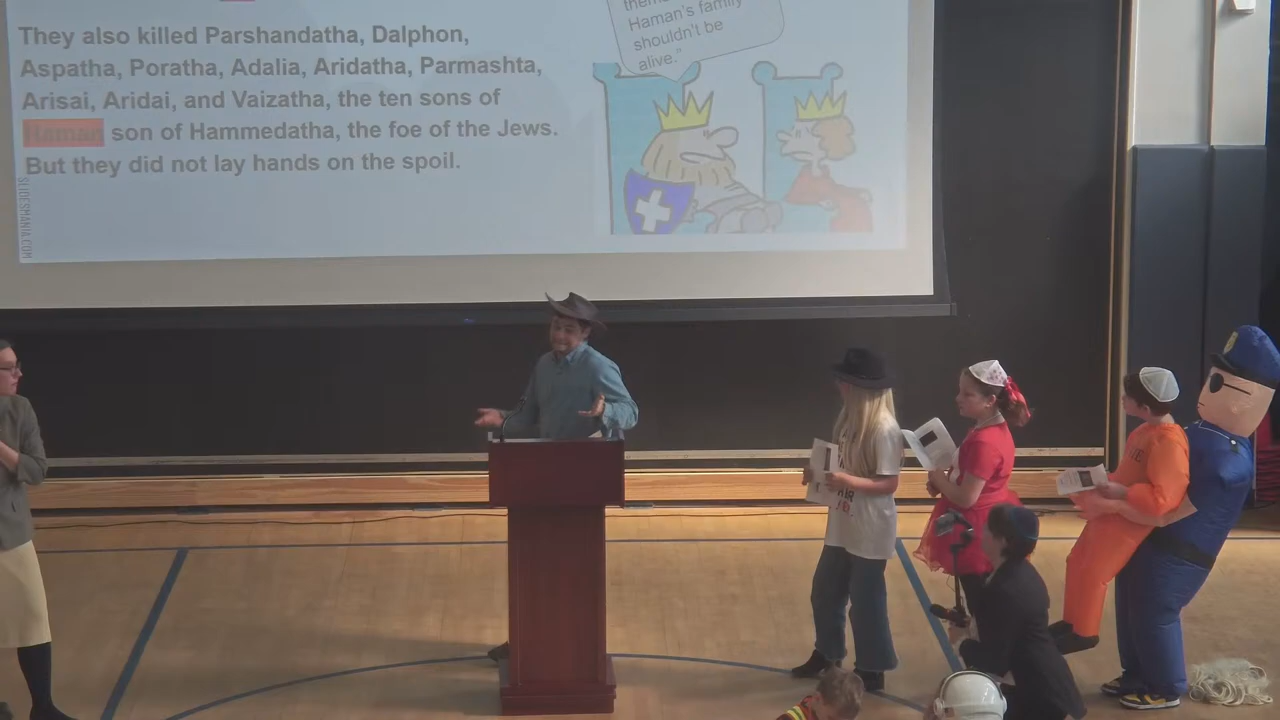 They also killed Parshandatha, Dalphon,
Aspatha, Poratha, Adalia, Aridatha, Parmashta,
Arisai, Aridai, and Vaizatha, the ten sons of
Haman son of Hammedatha, the foe of the Jews.
But they did not lay hands on the spoil.
SLIDESMANIA.COM
Haman's family
shouldn't be
alive."